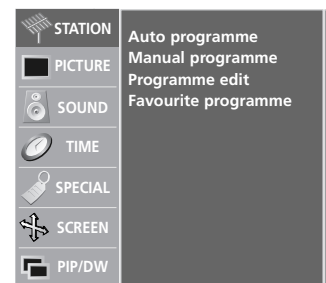 STATION
PICTURE
SOUND
TIME
SPECIAL
SCREEN
PIP/DW
Auto programme
Manual programme
Programme edit
Favourite programme